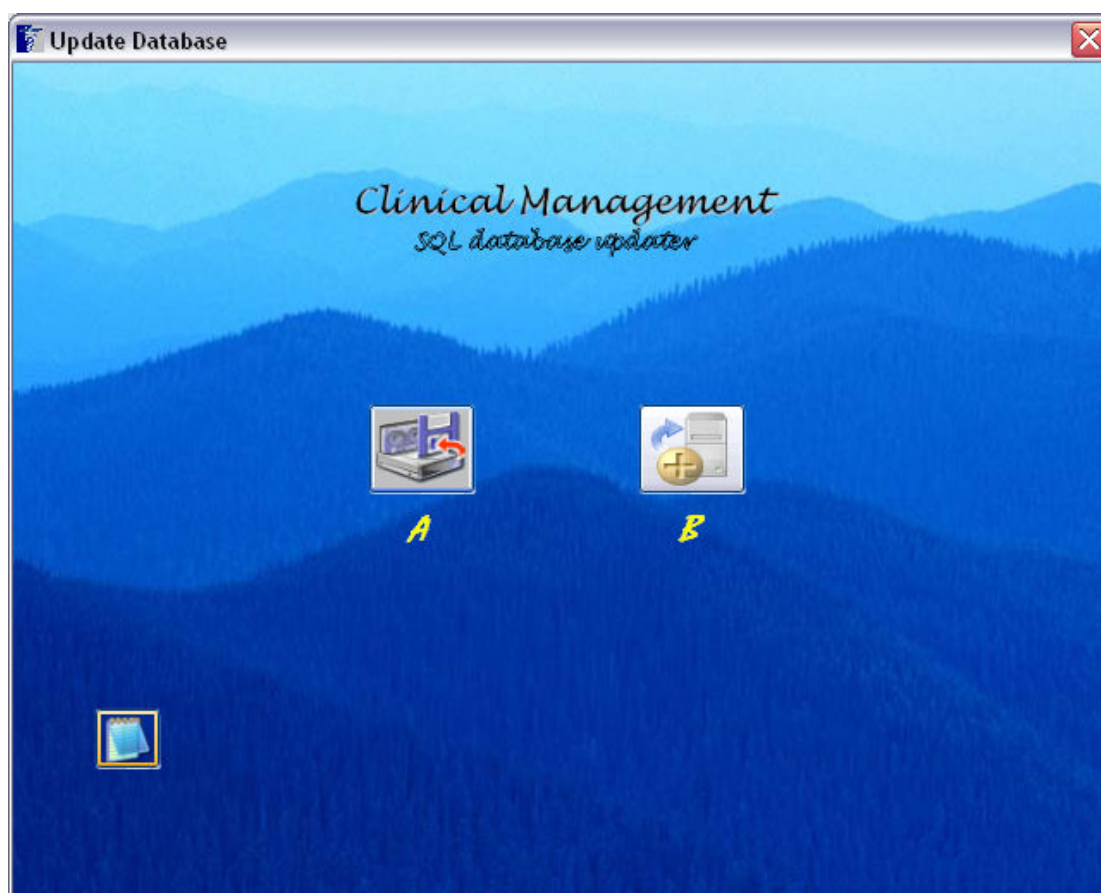 Update Database
Clinical Management
SQL database updater
A
B